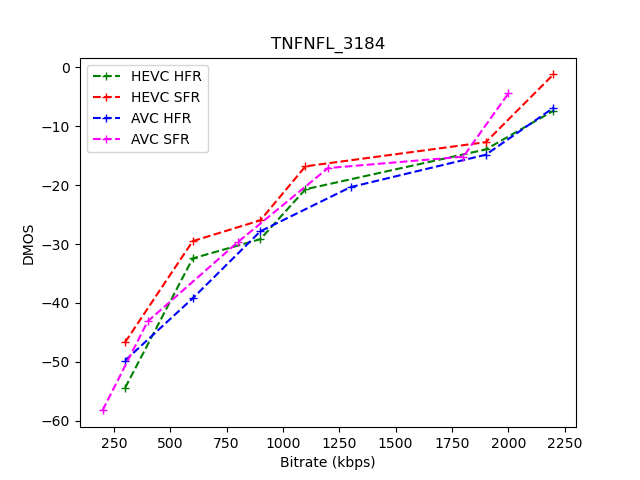 TNFNFL_3184
HEVC HFR
HEVC SFR
AVC HFR
AVC SFR
DMOS
0
−10
−20
−30
−40
−50
−60
250 500 750 1000 1250 1500 1750 2000 2250
Bitrate (kbps)